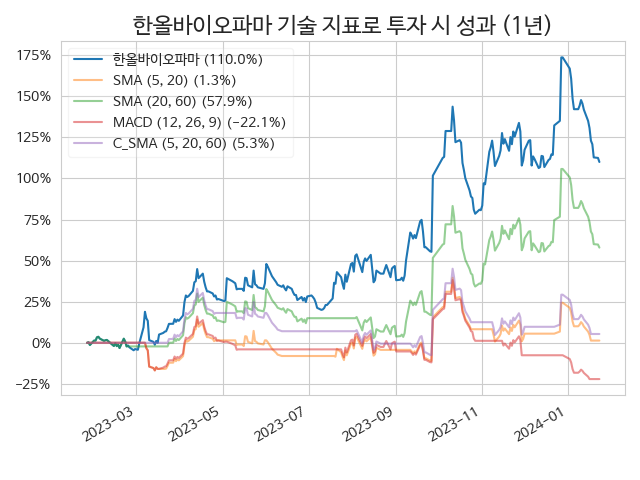 한올바이오파마 기술 지표로 투자 시 성과 (1년)
175%
150%
125%
100%
75%
50%
25%
0%
−25%
한올바이오파마 (110.0%)
SMA (5, 20) (1.3%)
SMA (20, 60) (57.9%)
MACD (12, 26, 9) (−22.1%)
C_SMA (5, 20, 60) (5.3%)
2023−03
2023−05
2023−07
2023−09
2023−11
2024−01